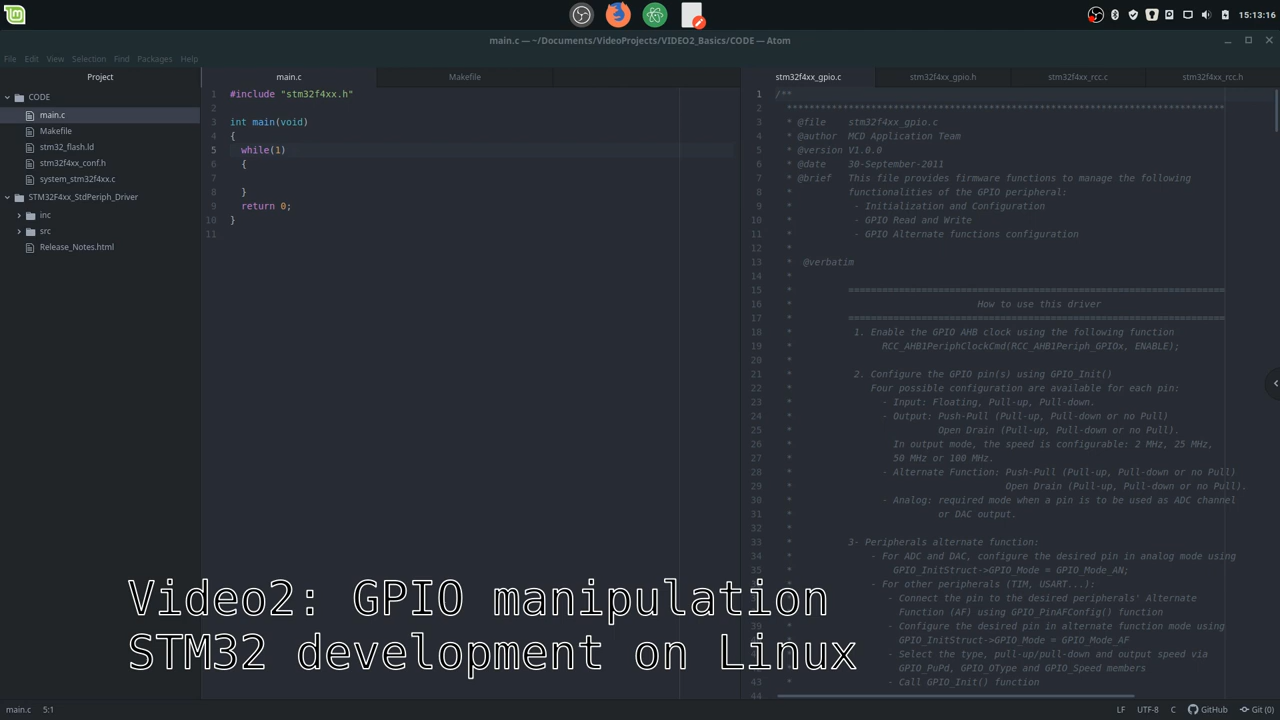 15:13:16
main.c — ~/Documents/VideoProjects/VIDEO2_Basics/CODE — Atom
File Edit View Selection Find Packages Help
Project
CODE
main.c
Makefile
stm32_flash.ld
stm32f4xx_conf.h
system_stm32f4xx.c
STM32F4xx_StdPeriph_Driver
inc
src
Release_Notes.html
main.c Makefile
1 #include "stm32f4xx.h"
2
3 int main(void)
4 {
5 while(1)
6 {
7
8 }
9 return 0;
10 }
11
stm32f4xx_gpio.c stm32f4xx_gpio.h stm32f4xx_rcc.c stm32f4xx_rcc.h
1 /**
2 ******************************************************************************
3 * @file stm32f4xx_gpio.c
4 * @author MCD Application Team
5 * @version V1.0.0
6 * @date 30-September-2011
7 * @brief This file provides firmware functions to manage the following
8 * functionalities of the GPIO peripheral:
9 * - Initialization and Configuration
10 * - GPIO Read and Write
11 * - GPIO Alternate functions configuration
12 *
13 * @verbatim
14 *
15 * ===================================================================
16 * How to use this driver
17 * ===================================================================
18 * 1. Enable the GPIO AHB clock using the following function
19 * RCC_AHB1PeriphClockCmd(RCC_AHB1Periph_GPIOx, ENABLE);
20 *
21 * 2. Configure the GPIO pin(s) using GPIO_Init()
22 * Four possible configuration are available for each pin:
23 * - Input: Floating, Pull-up, Pull-down.
24 * - Output: Push-Pull (Pull-up, Pull-down or no Pull)
25 * Open Drain (Pull-up, Pull-down or no Pull).
26 * In output mode, the speed is configurable: 2 MHz, 25 MHz,
27 * 50 MHz or 100 MHz.
28 * - Alternate Function: Push-Pull (Pull-up, Pull-down or no Pull)
29 * Open Drain (Pull-up, Pull-down or no Pull).
30 * - Analog: required mode when a pin is to be used as ADC channel
31 * or DAC output.
32 *
33 * 3- Peripherals alternate function:
34 * - For ADC and DAC, configure the desired pin in analog mode using
35 * GPIO_InitStruct->GPIO_Mode = GPIO_Mode_AN;
36 * - For other peripherals (TIM, USART...):
37 * - Connect the pin to the desired peripherals' Alternate
38 * Function (AF) using GPIO_PinAFConfig() function
39 * - Configure the desired pin in alternate function mode using
40 * GPIO_InitStruct->GPIO_Mode = GPIO_Mode_AF
41 * - Select the type, pull-up/pull-down and output speed via
42 * GPIO_PuPd, GPIO_OType and GPIO_Speed members
43 * - Call GPIO_Init() function
44
Video2: GPIO manipulation
STM32 development on Linux
main.c 5:1 LF UTF-8 C GitHub Git (0)